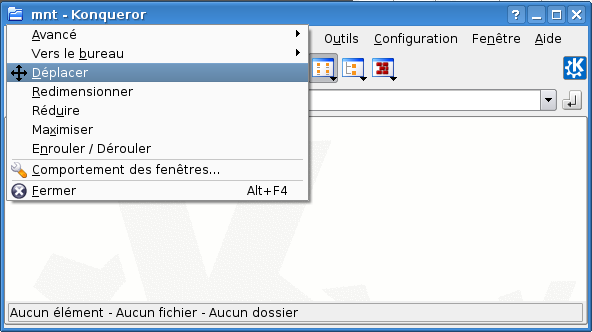 mnt - Konqueror
Outils Configuration Fenêtre Aide
Avancé
Vers le bureau
Déplacer
Redimensionner
Réduire
Maximiser
Enrouler / Dérouler
Comportement des fenêtres...
Fermer Alt+F4
Aucun élément - Aucun fichier - Aucun dossier